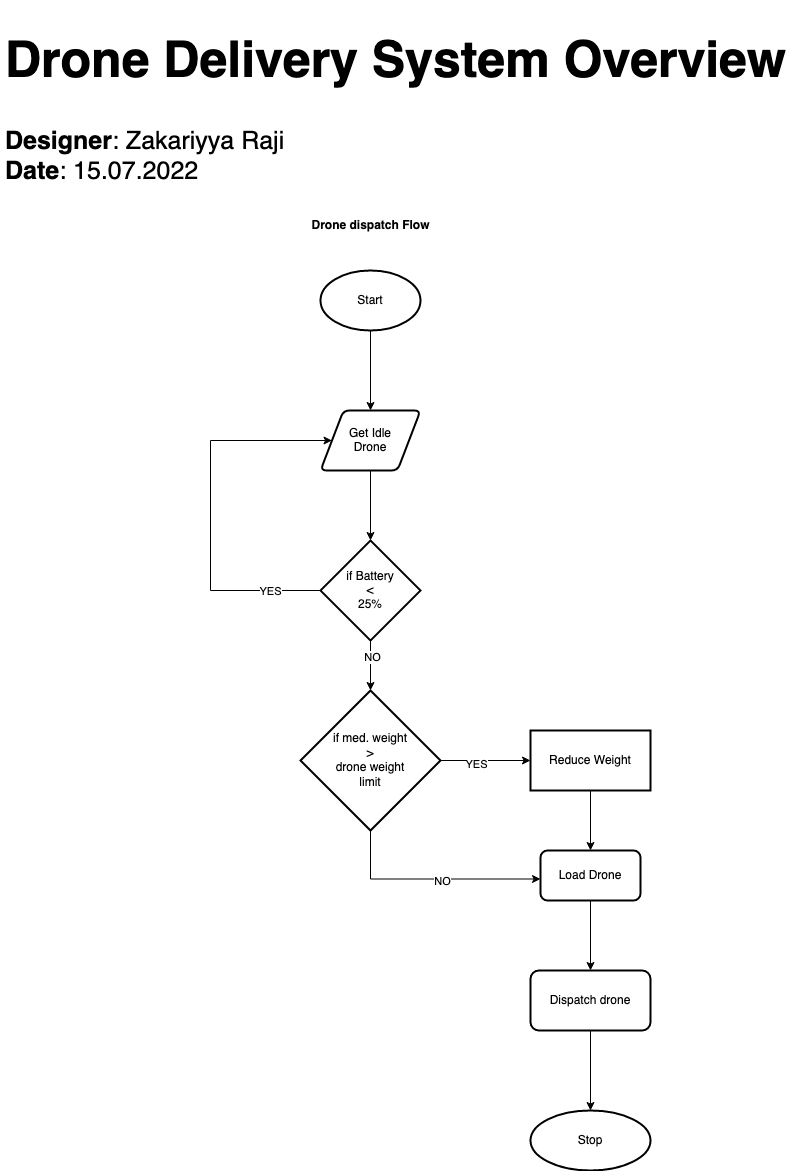 Drone Delivery System Overview
Designer: Zakariyya Raji
Date: 15.07.2022
Drone dispatch Flow
Start
Get Idle
Drone
if Battery
<
25%
YES
NO
if med. weight
>
drone weight
limit
YES
Reduce Weight
NO
Load Drone
Dispatch drone
Stop